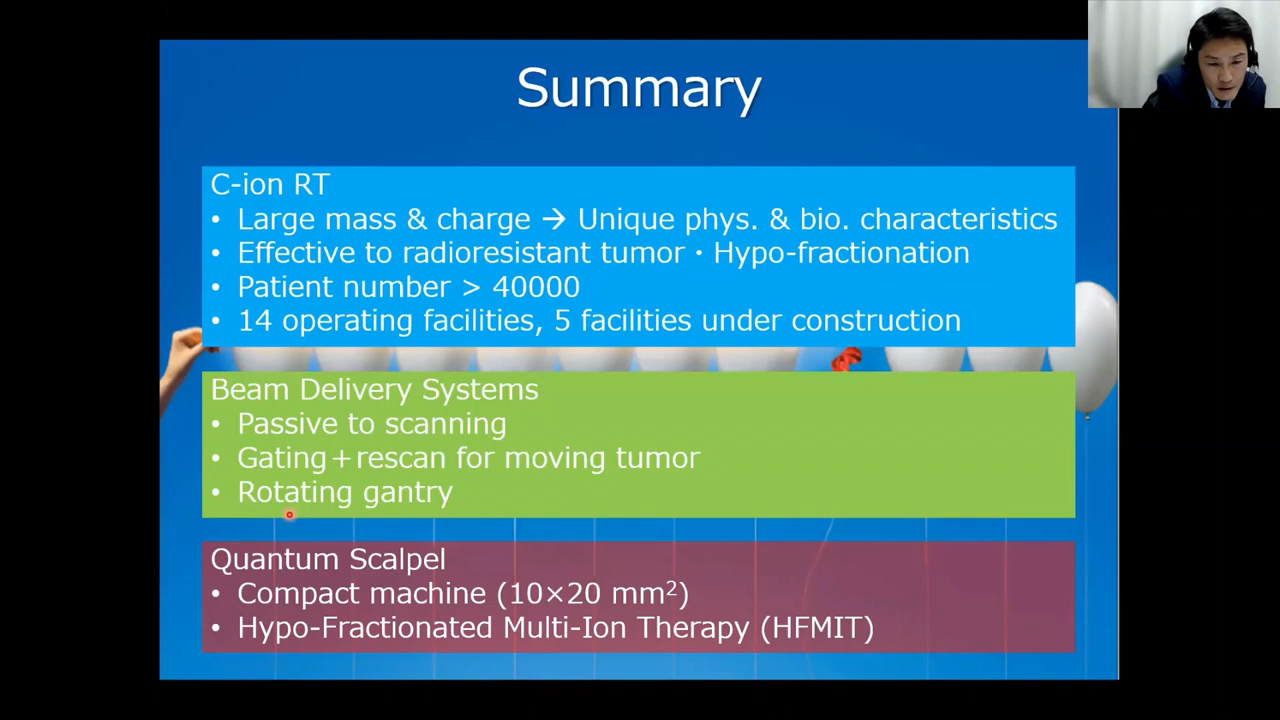 Summary
C-ion RT
• Large mass & charge → Unique phys. & bio. characteristics
• Effective to radioresistant tumor・Hypo-fractionation
• Patient number > 40000
• 14 operating facilities, 5 facilities under construction
Beam Delivery Systems
• Passive to scanning
• Gating＋rescan for moving tumor
• Rotating gantry
Quantum Scalpel
• Compact machine (10×20 mm²)
• Hypo-Fractionated Multi-Ion Therapy (HFMIT)